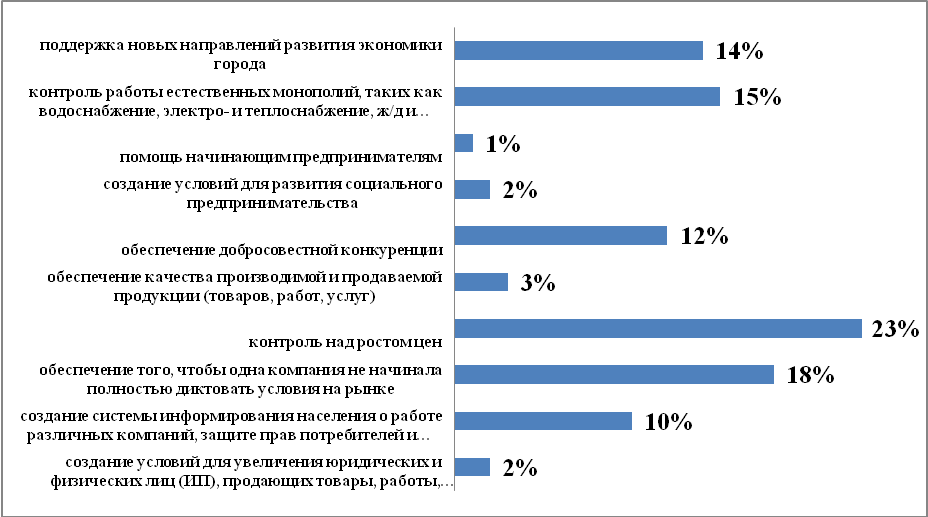 поддержка новых направлений развития экономики
города
14%
контроль работы естественных монополий, таких как
водоснабжение, электро- и теплоснабжение, ж/д и…
15%
помощь начинающим предпринимателям
1%
создание условий для развития социального
предпринимательства
2%
обеспечение добросовестной конкуренции
12%
обеспечение качества производимой и продаваемой
продукции (товаров, работ, услуг)
3%
контроль над ростом цен
23%
обеспечение того, чтобы одна компания не начинала
полностью диктовать условия на рынке
18%
создание системы информирования населения о работе
различных компаний, защите прав потребителей и…
10%
создание условий для увеличения юридических и
физических лиц (ИП), продающих товары, работы,…
2%